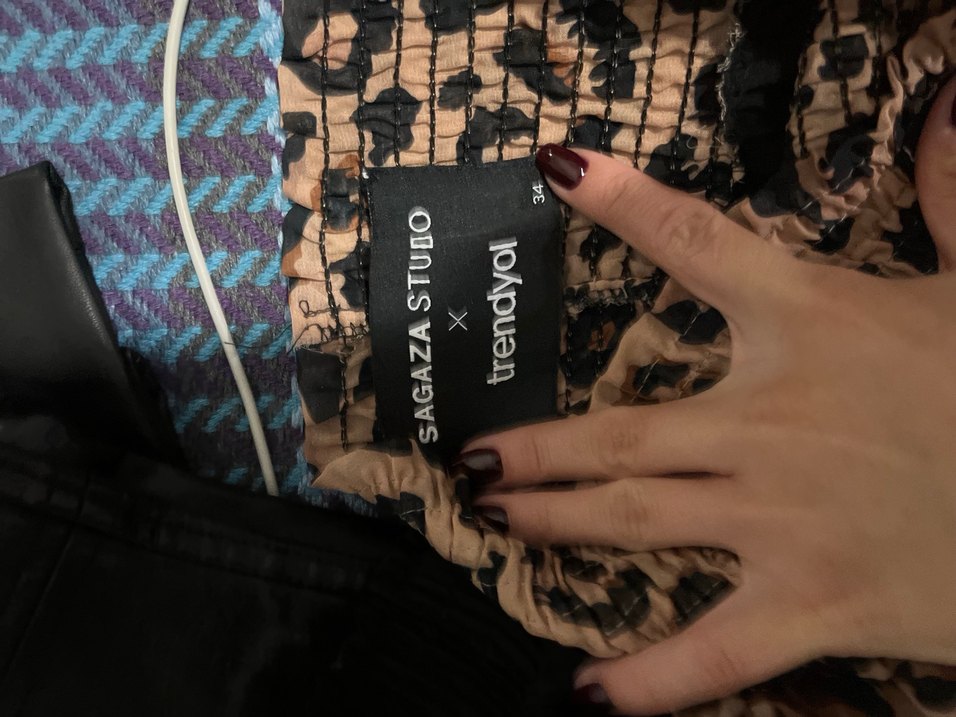 SAGAZA STUDIO
X
trendyol
34